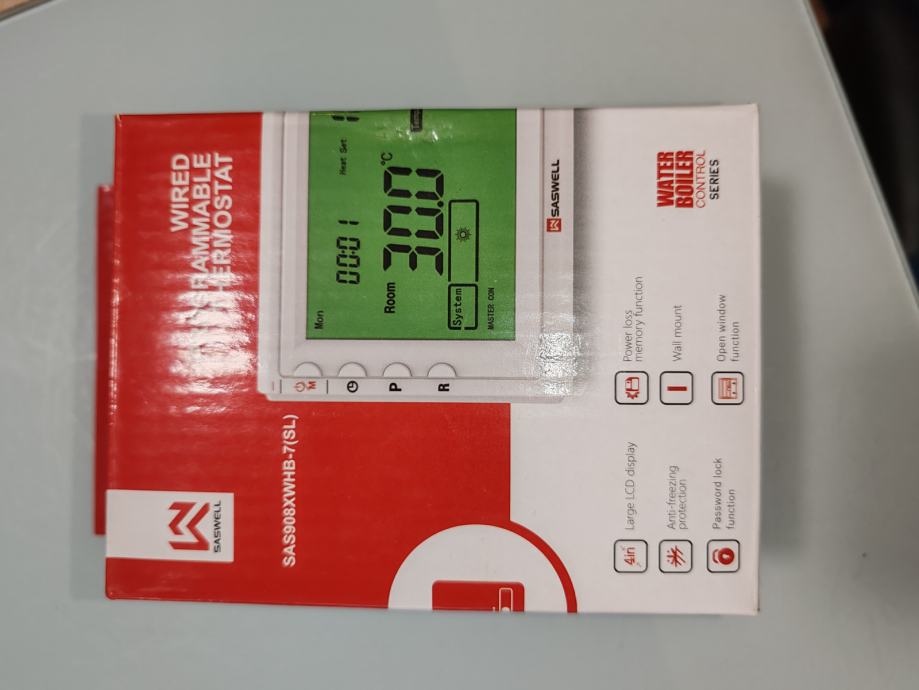 SASWELL
WIRED
PROGRAMMABLE
THERMOSTAT
SAS908XWHB-7(SL)
M
P
R
Mon
00:01
Heat Set
Room
30.0 °C
System
MASTER CON
SASWELL
4in
Large LCD display
Power loss
memory function
Anti-freezing
protection
Wall mount
Password lock
function
Open window
function
WATER
BOILER
CONTROL
SERIES